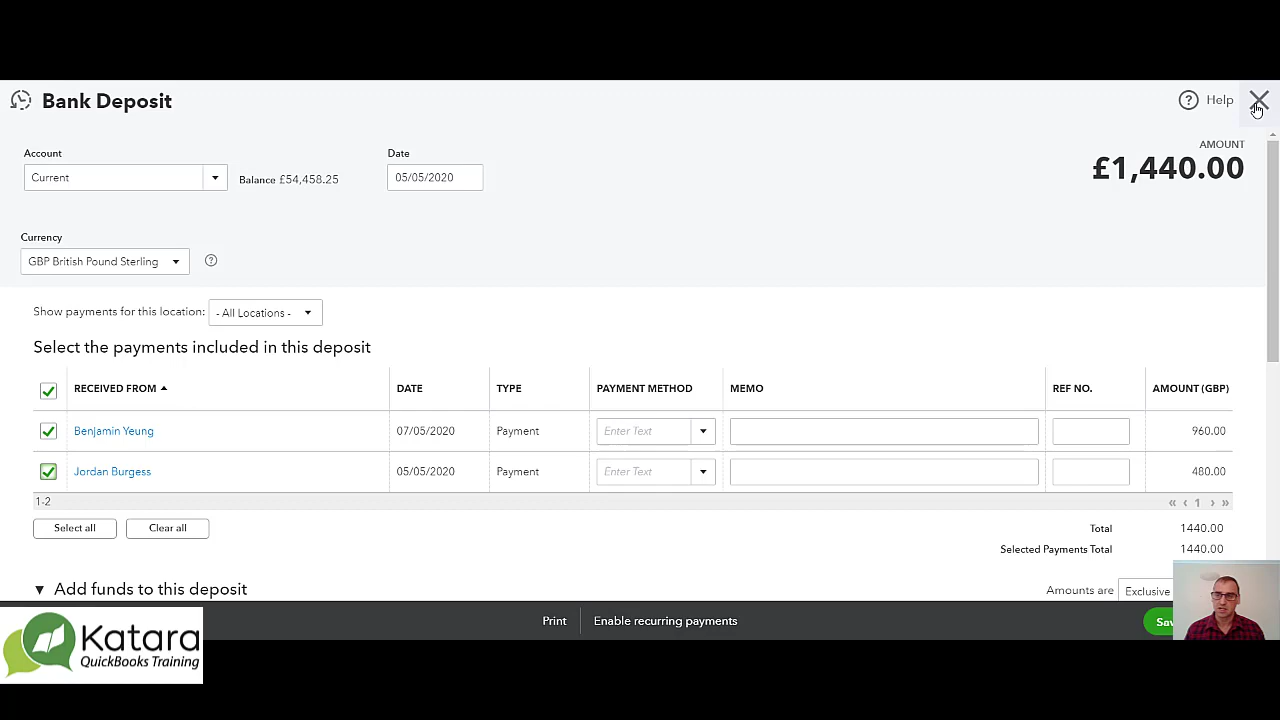 Bank Deposit
Help
Account
Date
AMOUNT
Current
Balance £54,458.25
05/05/2020
£1,440.00
Currency
GBP British Pound Sterling
Show payments for this location:
- All Locations -
Select the payments included in this deposit
RECEIVED FROM
DATE
TYPE
PAYMENT METHOD
MEMO
REF NO.
AMOUNT (GBP)
Benjamin Yeung
07/05/2020
Payment
Enter Text
960.00
Jordan Burgess
05/05/2020
Payment
Enter Text
480.00
1-2
« ‹ 1 › »
Select all
Clear all
Total
1440.00
Selected Payments Total
1440.00
Add funds to this deposit
Amounts are
Exclusive
Print
Enable recurring payments
Katara
QuickBooks Training